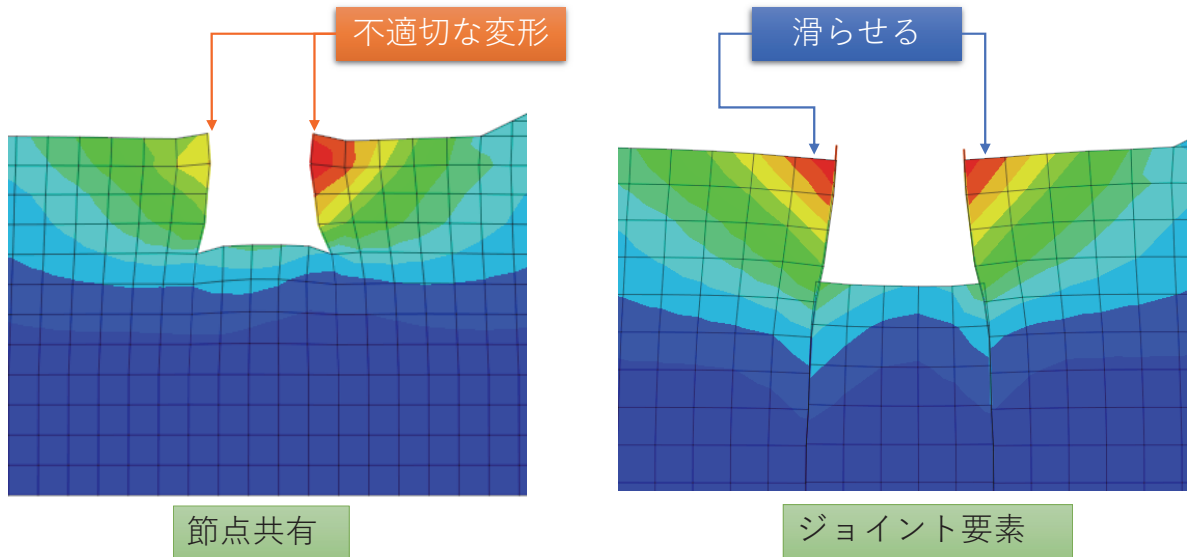 不適切な変形
滑らせる
節点共有
ジョイント要素